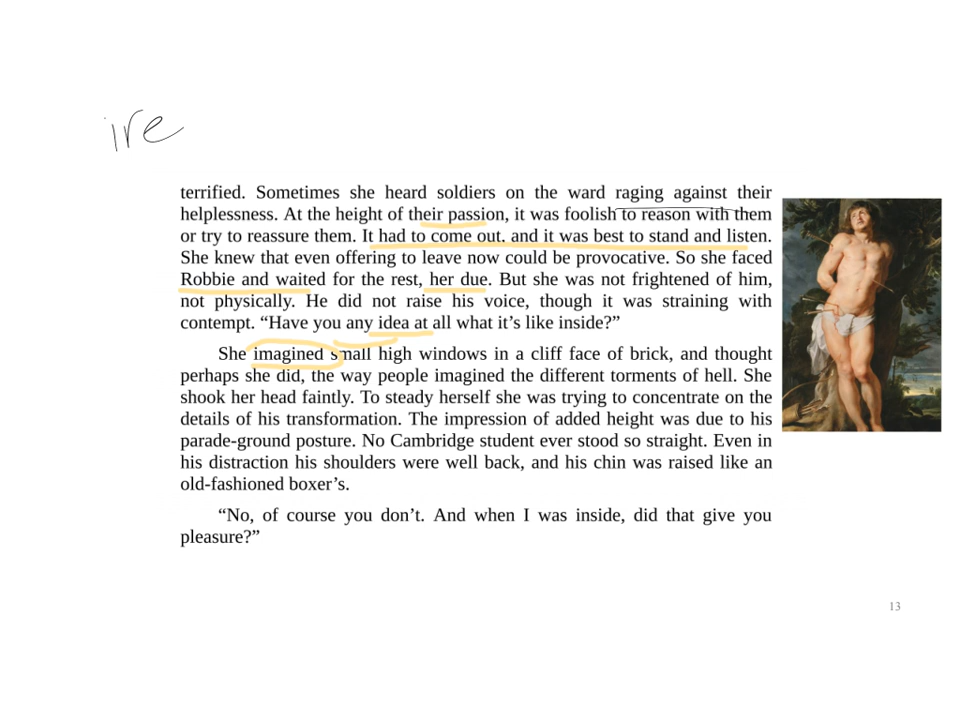 ire
terrified. Sometimes she heard soldiers on the ward raging against their
helplessness. At the height of their passion, it was foolish to reason with them
or try to reassure them. It had to come out, and it was best to stand and listen.
She knew that even offering to leave now could be provocative. So she faced
Robbie and waited for the rest, her due. But she was not frightened of him,
not physically. He did not raise his voice, though it was straining with
contempt. “Have you any idea at all what it’s like inside?”
She imagined small high windows in a cliff face of brick, and thought
perhaps she did, the way people imagined the different torments of hell. She
shook her head faintly. To steady herself she was trying to concentrate on the
details of his transformation. The impression of added height was due to his
parade-ground posture. No Cambridge student ever stood so straight. Even in
his distraction his shoulders were well back, and his chin was raised like an
old-fashioned boxer’s.
“No, of course you don’t. And when I was inside, did that give you
pleasure?”
13